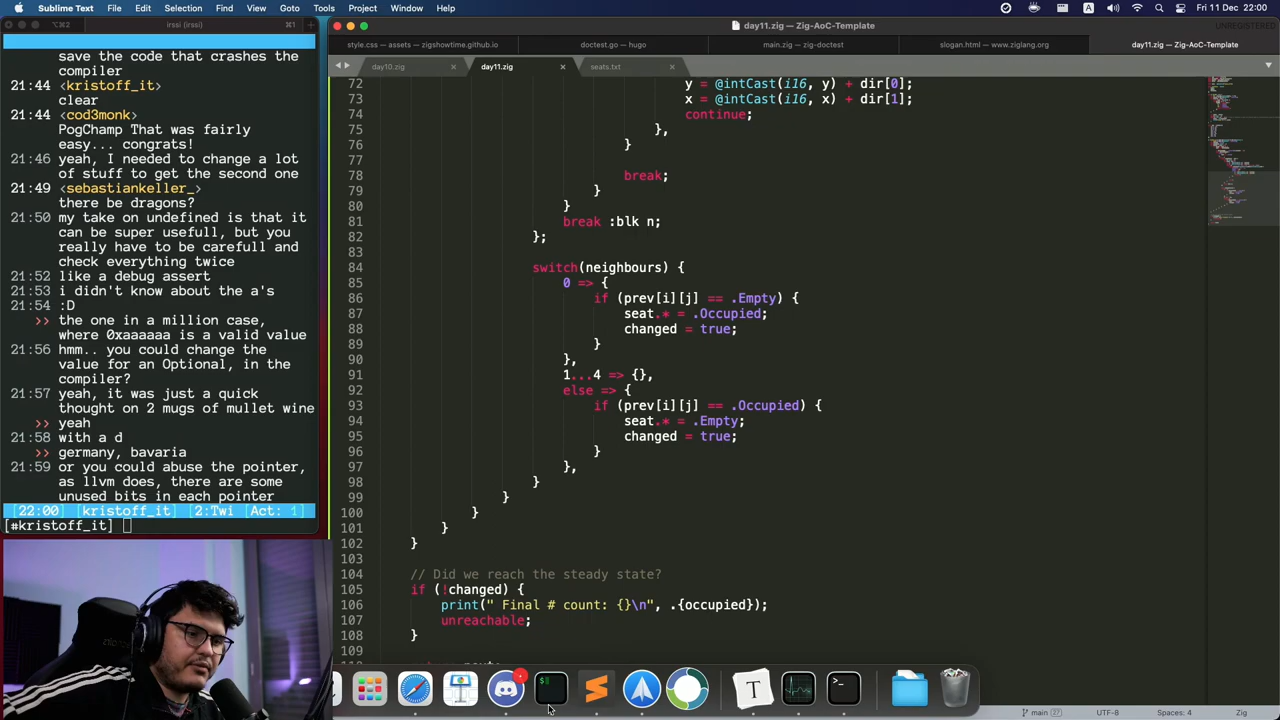 Sublime Text File Edit Selection Find View Goto Tools Project Window Help
Fri 11 Dec 22:00
⌥⌘2 irssi (irssi) ⌘1
save the code that crashes the
compiler
21:44 <kristoff_it>
clear
21:44 <cod3monk>
PogChamp That was fairly
easy... congrats!
21:46 yeah, I needed to change a lot
of stuff to get the second one
21:49 <sebastiankeller_>
there be dragons?
21:50 my take on undefined is that it
can be super usefull, but you
really have to be carefull and
check everything twice
21:52 like a debug assert
21:53 i didn't know about the a's
21:54 :D
>> the one in a million case,
where 0xaaaaaa is a valid value
21:56 hmm.. you could change the
value for an Optional, in the
compiler?
21:57 yeah, it was just a quick
thought on 2 mugs of mullet wine
>> yeah
21:58 with a d
>> germany, bavaria
21:59 or you could abuse the pointer,
as llvm does, there are some
unused bits in each pointer
[22:00] [kristoff_it] [2:Twi [Act: 1]
[#kristoff_it]
day11.zig — Zig-AoC-Template
UNREGISTERED
style.css — assets — zigshowtime.github.io
doctest.go — hugo
main.zig — zig-doctest
slogan.html — www.ziglang.org
day11.zig — Zig-AoC-Template
day10.zig
day11.zig
seats.txt
72 y = @intCast(i16, y) + dir[0];
73 x = @intCast(i16, x) + dir[1];
74 continue;
75 },
76 }
77
78 break;
79 }
80 }
81 break :blk n;
82 };
83
84 switch(neighbours) {
85 0 => {
86 if (prev[i][j] == .Empty) {
87 seat.* = .Occupied;
88 changed = true;
89 }
90 },
91 1...4 => {},
92 else => {
93 if (prev[i][j] == .Occupied) {
94 seat.* = .Empty;
95 changed = true;
96 }
97 },
98 }
99 }
100 }
101 }
102 }
103
104 // Did we reach the steady state?
105 if (!changed) {
106 print(" Final # count: {}\n", .{occupied});
107 unreachable;
108 }
109
main 27 UTF-8 Spaces: 4 Zig